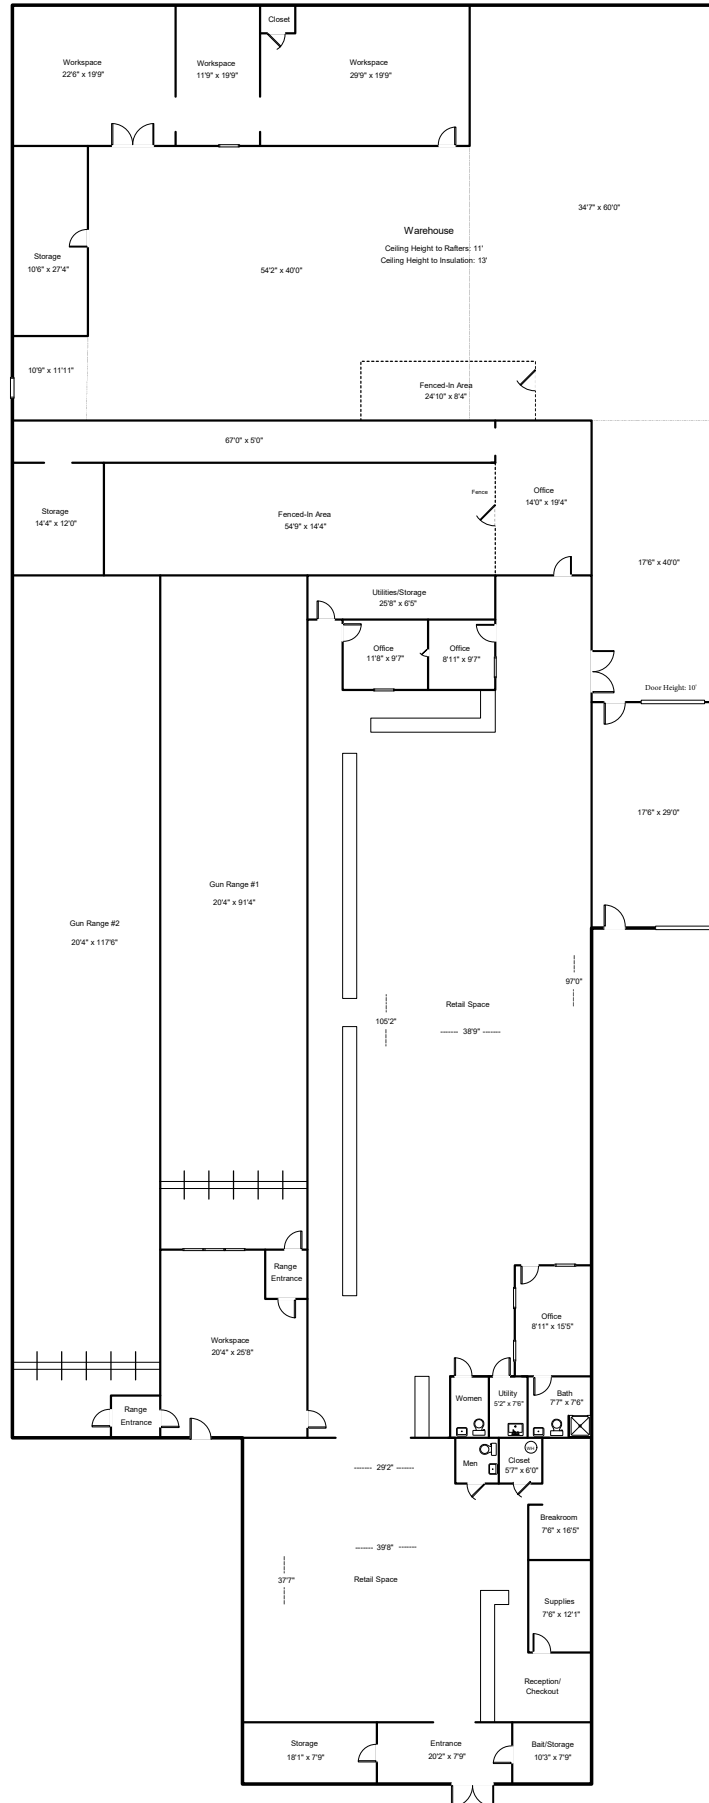 Closet
Workspace
22'6" x 19'9"
Workspace
11'9" x 19'9"
Workspace
29'9" x 19'9"
34'7" x 60'0"
Warehouse
Ceiling Height to Rafters: 11'
Ceiling Height to Insulation: 13'
Storage
10'6" x 27'4"
54'2" x 40'0"
10'9" x 11'11"
Fenced-In Area
24'10" x 8'4"
67'0" x 5'0"
Storage
14'4" x 12'0"
Fenced-In Area
54'9" x 14'4"
Fence
Office
14'0" x 19'4"
17'6" x 40'0"
Utilities/Storage
25'8" x 6'5"
Office
11'8" x 9'7"
Office
8'11" x 9'7"
Door Height: 10'
17'6" x 29'0"
Gun Range #1
20'4" x 91'4"
Gun Range #2
20'4" x 117'6"
97'0"
Retail Space
105'2"
38'9"
Range
Entrance
Workspace
20'4" x 25'8"
Office
8'11" x 15'5"
Women
Utility
5'2" x 7'6"
Bath
7'7" x 7'6"
Range
Entrance
Men
Closet
5'7" x 6'0"
WH
29'2"
Breakroom
7'6" x 16'5"
39'8"
37'7"
Retail Space
Supplies
7'6" x 12'1"
Reception/
Checkout
Storage
18'1" x 7'9"
Entrance
20'2" x 7'9"
Bait/Storage
10'3" x 7'9"